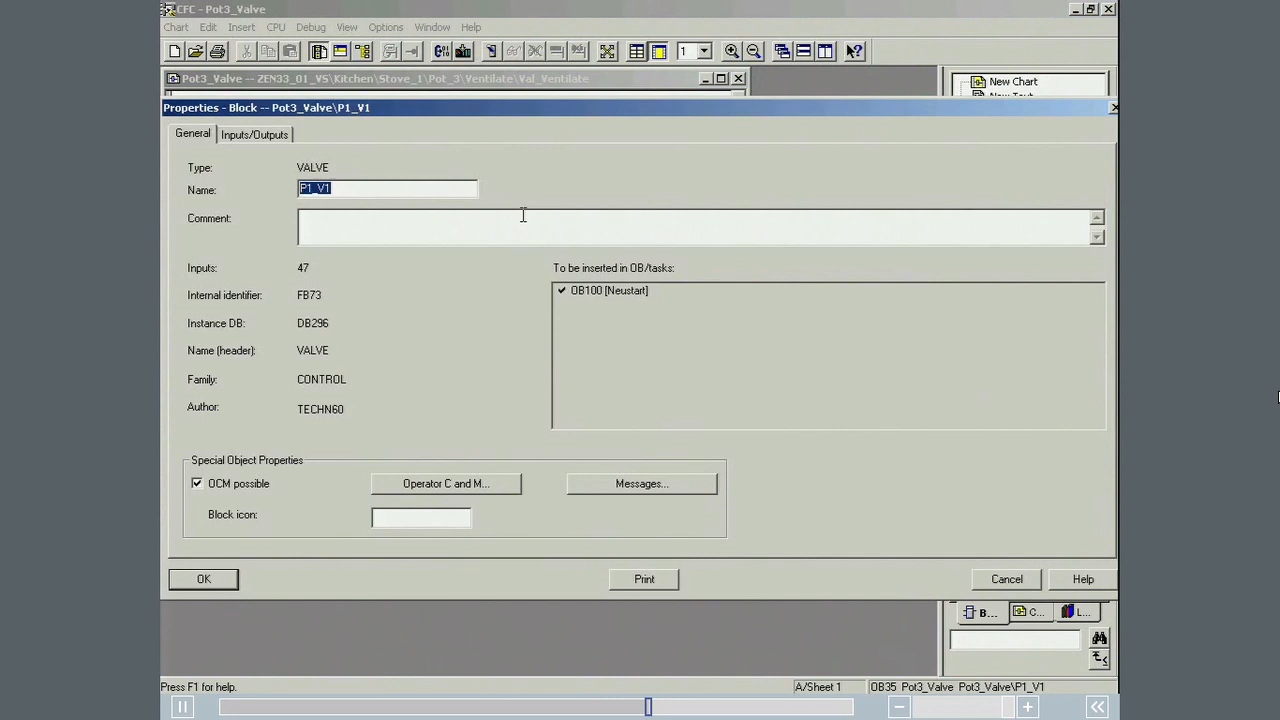 CFC - Pot3_Valve
Chart Edit Insert CPU Debug View Options Window Help
1
Pot3_Valve -- ZEN33_01_VS\Kitchen\Stove_1\Pot_3\Ventilate\Val_Ventilate
New Chart
New Text
Properties - Block -- Pot3_Valve\P1_V1
General Inputs/Outputs
Type: VALVE
Name: P1_V1
Comment:
Inputs: 47
To be inserted in OB/tasks:
OB100 [Neustart]
Internal identifier: FB73
Instance DB: DB296
Name (header): VALVE
Family: CONTROL
Author: TECHN60
Special Object Properties
OCM possible
Operator C and M...
Messages...
Block icon:
OK Print Cancel Help
B... C... L...
Press F1 for help.
A/Sheet 1
OB35 Pot3_Valve Pot3_Valve\P1_V1